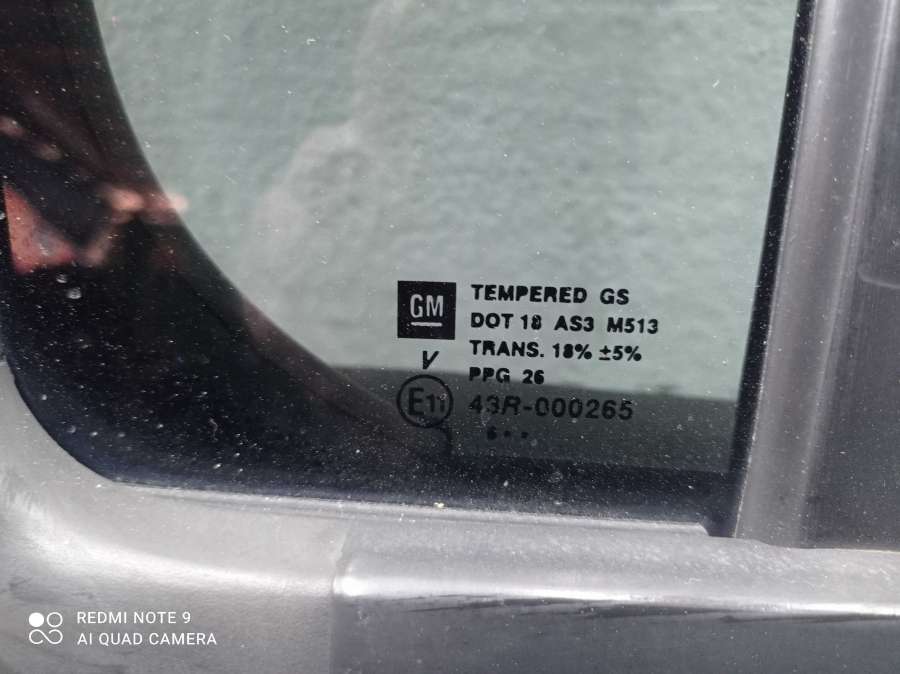 GM
TEMPERED GS
DOT 18 AS3 M513
TRANS. 18% ±5%
V
PPG 26
E11
43R-000265
6 • •
REDMI NOTE 9
AI QUAD CAMERA